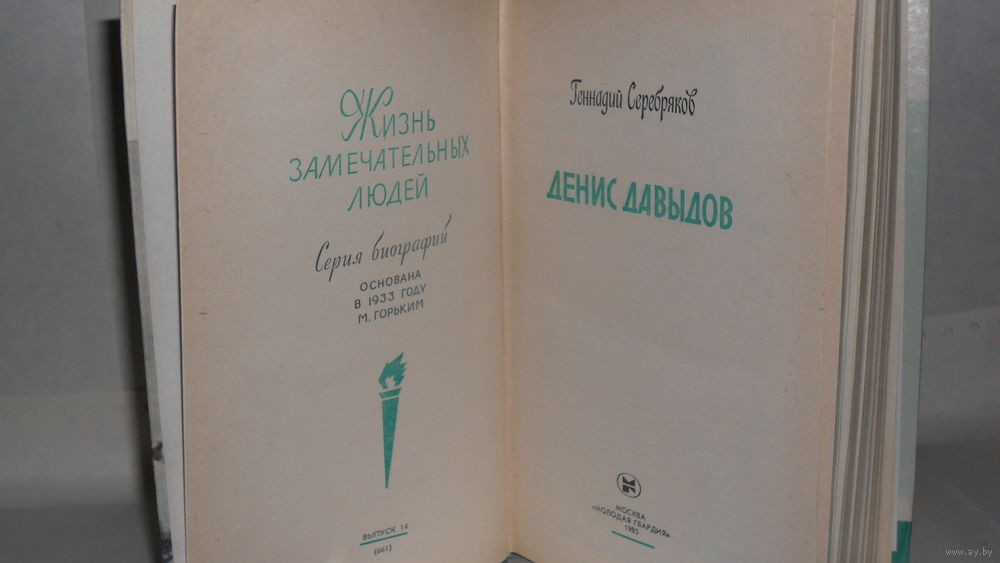 Жизнь
ЗАМЕЧАТЕЛЬНЫХ
ЛЮДЕЙ
Серия биографий
ОСНОВАНА
В 1933 ГОДУ
М. ГОРЬКИМ
ВЫПУСК 14
(661)
Геннадий Серебряков
ДЕНИС ДАВЫДОВ
МОСКВА
«МОЛОДАЯ ГВАРДИЯ»
1985
www.ay.by